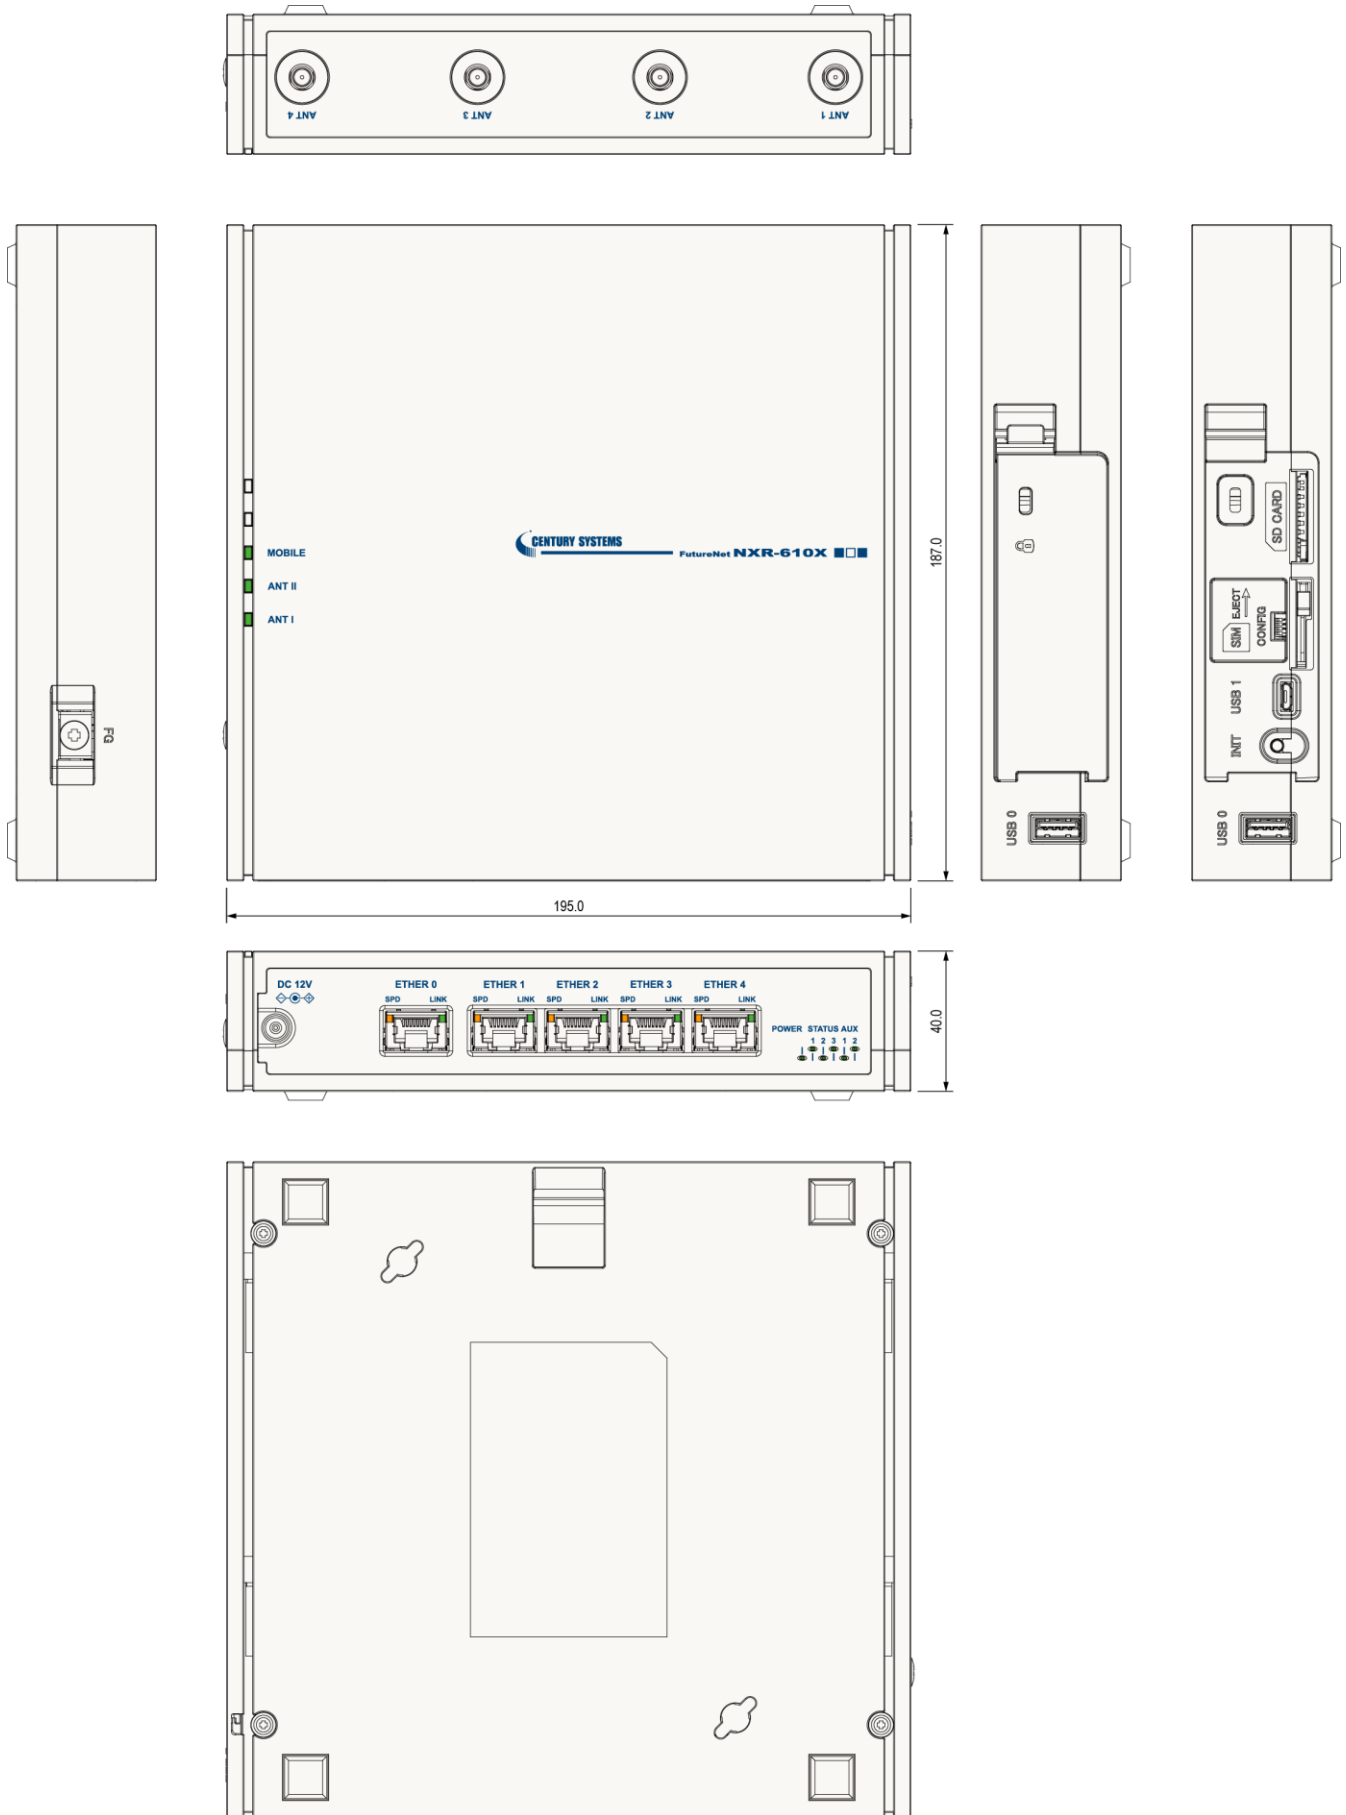 ANT 4
ANT 3
ANT 2
ANT 1
MOBILE
ANT II
ANT I
CENTURY SYSTEMS
FutureNet NXR-610X
187.0
195.0
FG
USB 0
SD CARD
EJECT
SIM
CONFIG
USB 1
INIT
USB 0
DC 12V
ETHER 0
SPD LINK
ETHER 1
SPD LINK
ETHER 2
SPD LINK
ETHER 3
SPD LINK
ETHER 4
SPD LINK
POWER STATUS AUX
1 2 3 1 2
40.0